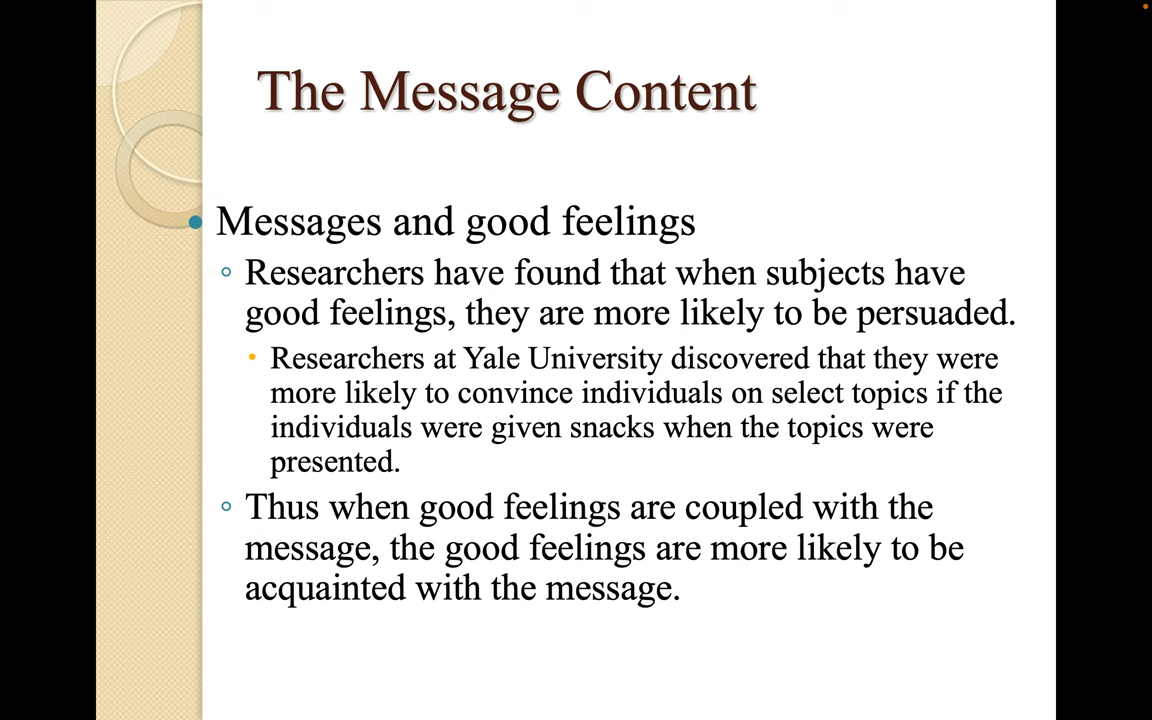 The Message Content
Messages and good feelings
Researchers have found that when subjects have
good feelings, they are more likely to be persuaded.
Researchers at Yale University discovered that they were
more likely to convince individuals on select topics if the
individuals were given snacks when the topics were
presented.
Thus when good feelings are coupled with the
message, the good feelings are more likely to be
acquainted with the message.